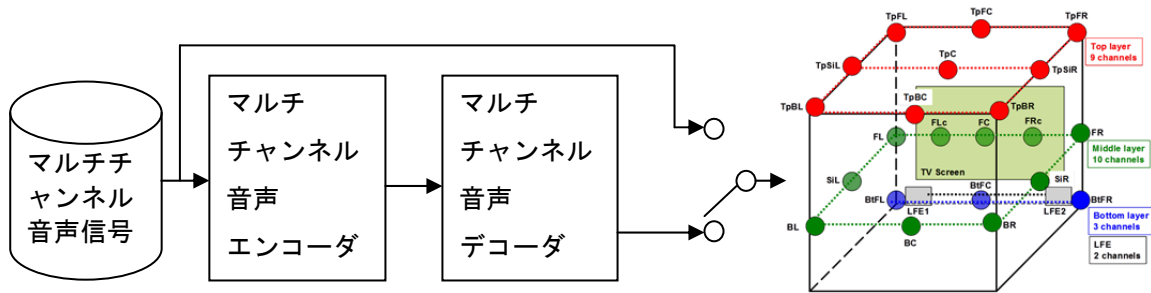 マルチチ
ャンネル
音声信号
マルチ
チャンネル
音声
エンコーダ
マルチ
チャンネル
音声
デコーダ
TpFL
TpFC
TpFR
TpSiL
TpC
TpSiR
TpBL
TpBC
TpBR
Top layer
9 channels
FL
FLc
FC
FRc
FR
TV Screen
Middle layer
10 channels
SiL
SiR
BtFL
LFE1
BtFC
LFE2
BtFR
BL
BC
BR
Bottom layer
3 channels
LFE
2 channels